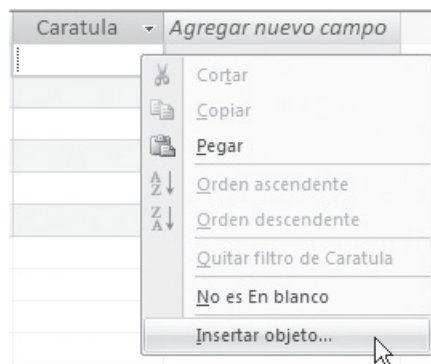 Caratula Agregar nuevo campo
Cortar
Copiar
Pegar
Orden ascendente
Orden descendente
Quitar filtro de Caratula
No es En blanco
Insertar objeto...